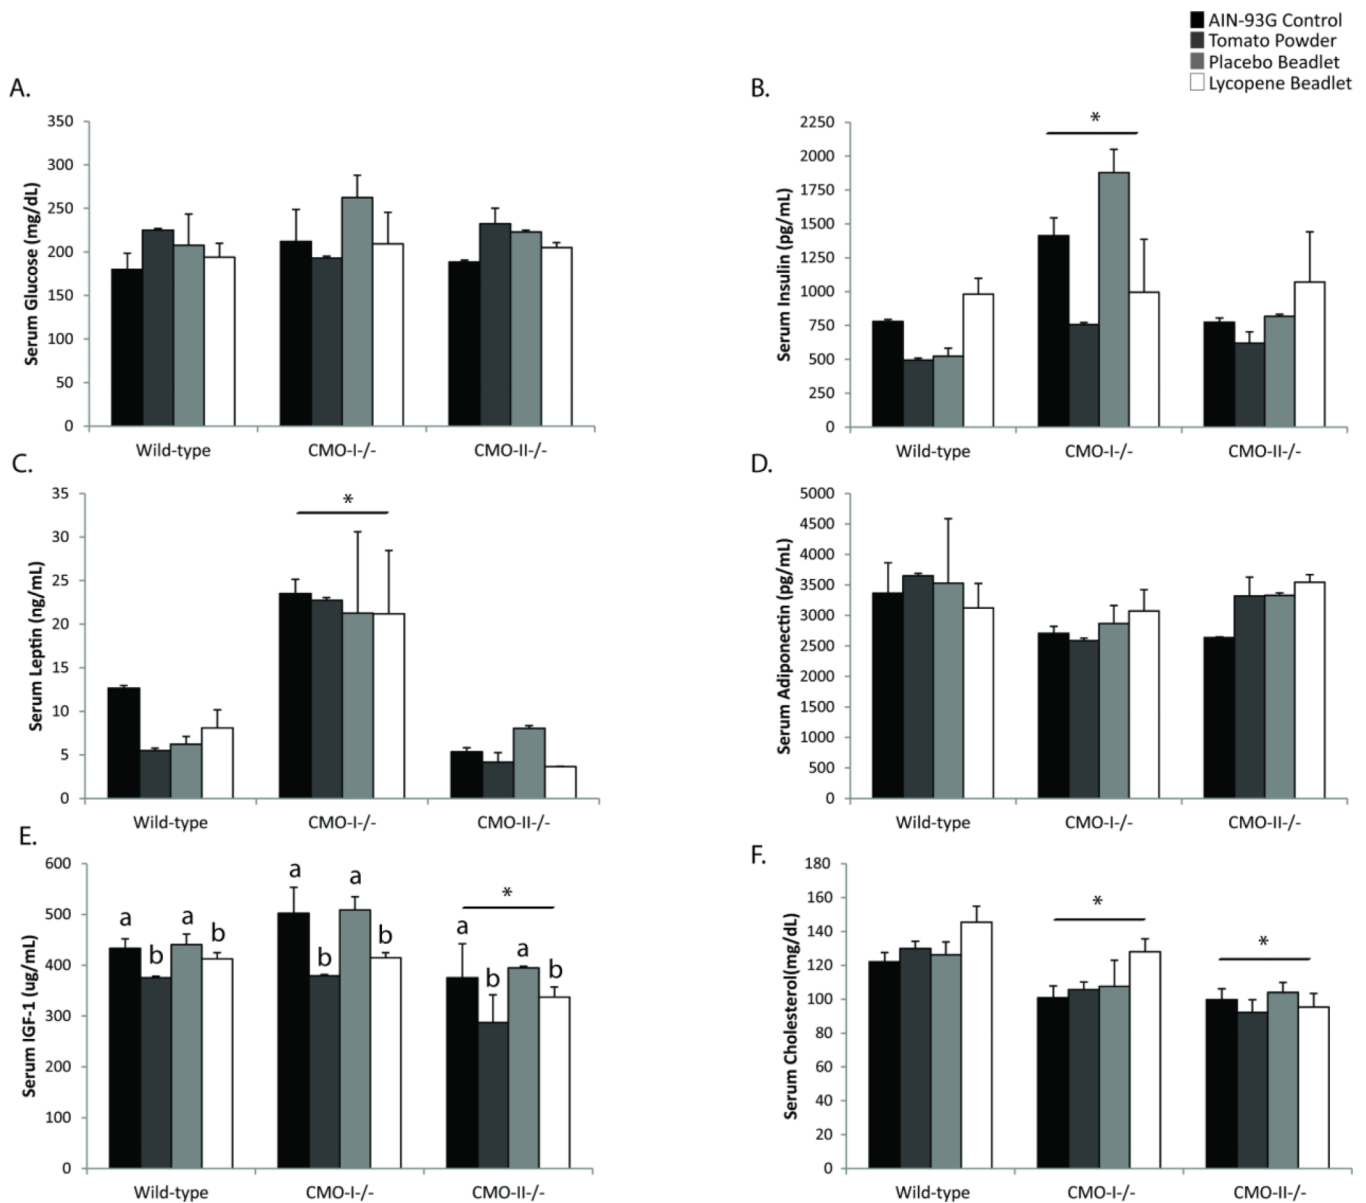 AIN-93G Control
Tomato Powder
Placebo Beadlet
Lycopene Beadlet
A.
Serum Glucose (mg/dL)
350
300
250
200
150
100
50
0
Wild-type CMO-I-/- CMO-II-/-
B.
Serum Insulin (pg/mL)
2250
2000
1750
1500
1250
1000
750
500
250
0
*
Wild-type CMO-I-/- CMO-II-/-
C.
Serum Leptin (ng/mL)
35
30
25
20
15
10
5
0
*
Wild-type CMO-I-/- CMO-II-/-
D.
Serum Adiponectin (pg/mL)
5000
4500
4000
3500
3000
2500
2000
1500
1000
500
0
Wild-type CMO-I-/- CMO-II-/-
E.
Serum IGF-1 (ug/mL)
600
500
400
300
200
100
0
a b a b
a b a b
*
a b a b
Wild-type CMO-I-/- CMO-II-/-
F.
Serum Cholesterol(mg/dL)
180
160
140
120
100
80
60
40
20
0
*
*
Wild-type CMO-I-/- CMO-II-/-